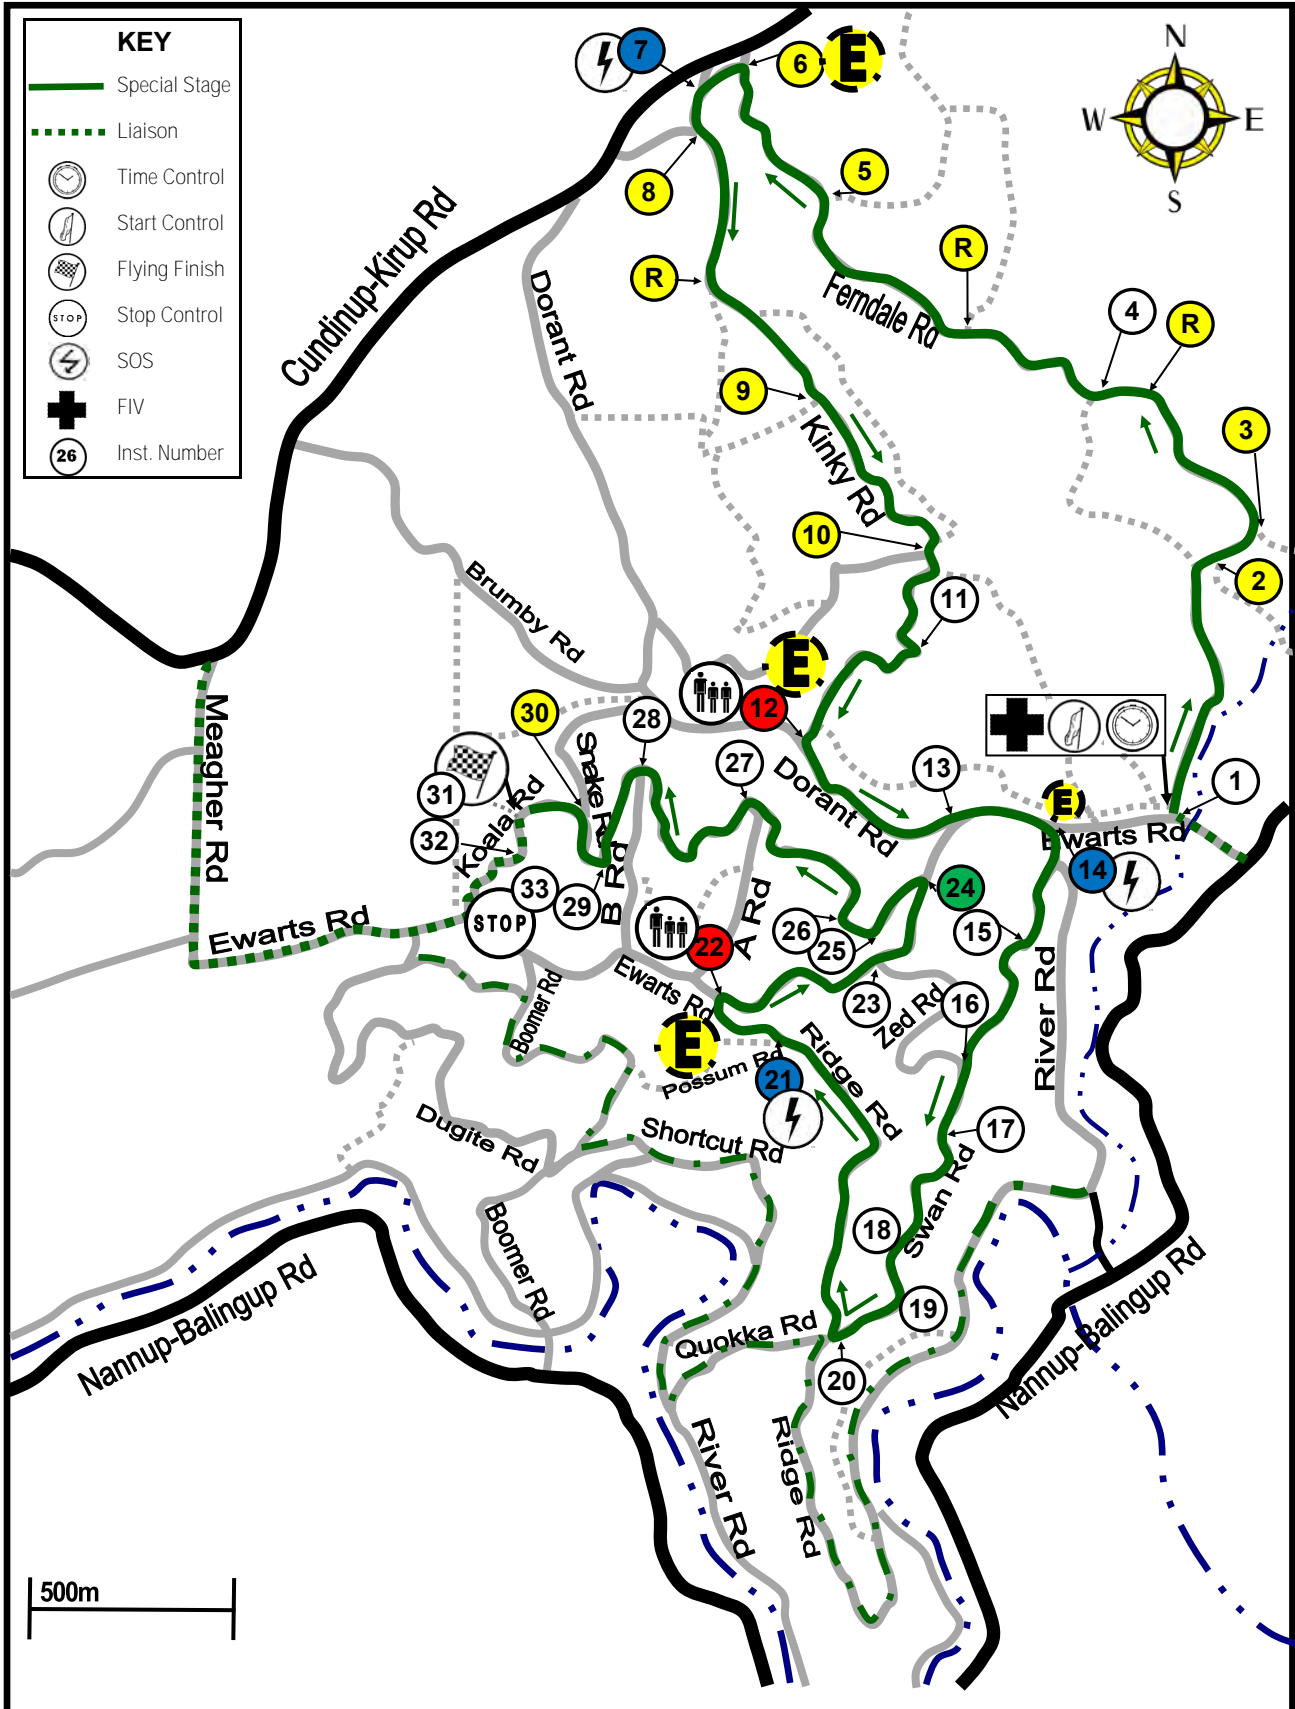 KEY
Special Stage
Liaison
Time Control
Start Control
Flying Finish
STOP Stop Control
SOS
FIV
26 Inst. Number
7
6
E
N
W
E
S
5
8
R
R
Ferndale Rd
4
R
Cundinup-Kirup Rd
Dorant Rd
9
3
Kinky Rd
10
2
11
Brumby Rd
E
12
28
30
Meagher Rd
Snake Rd
27
Dorant Rd
13
1
E
Ewarts Rd
31
Koala Rd
32
14
B Rd
A Rd
24
33
29
STOP
22
26
25
15
Ewarts Rd
Ewarts Rd
River Rd
23
Zed Rd
16
Boomer Rd
E
Possum Rd
21
Ridge Rd
Dugite Rd
Shortcut Rd
17
Swan Rd
18
Boomer Rd
19
Nannup-Balingup Rd
Quokka Rd
20
Nannup-Balingup Rd
River Rd
Ridge Rd
500m